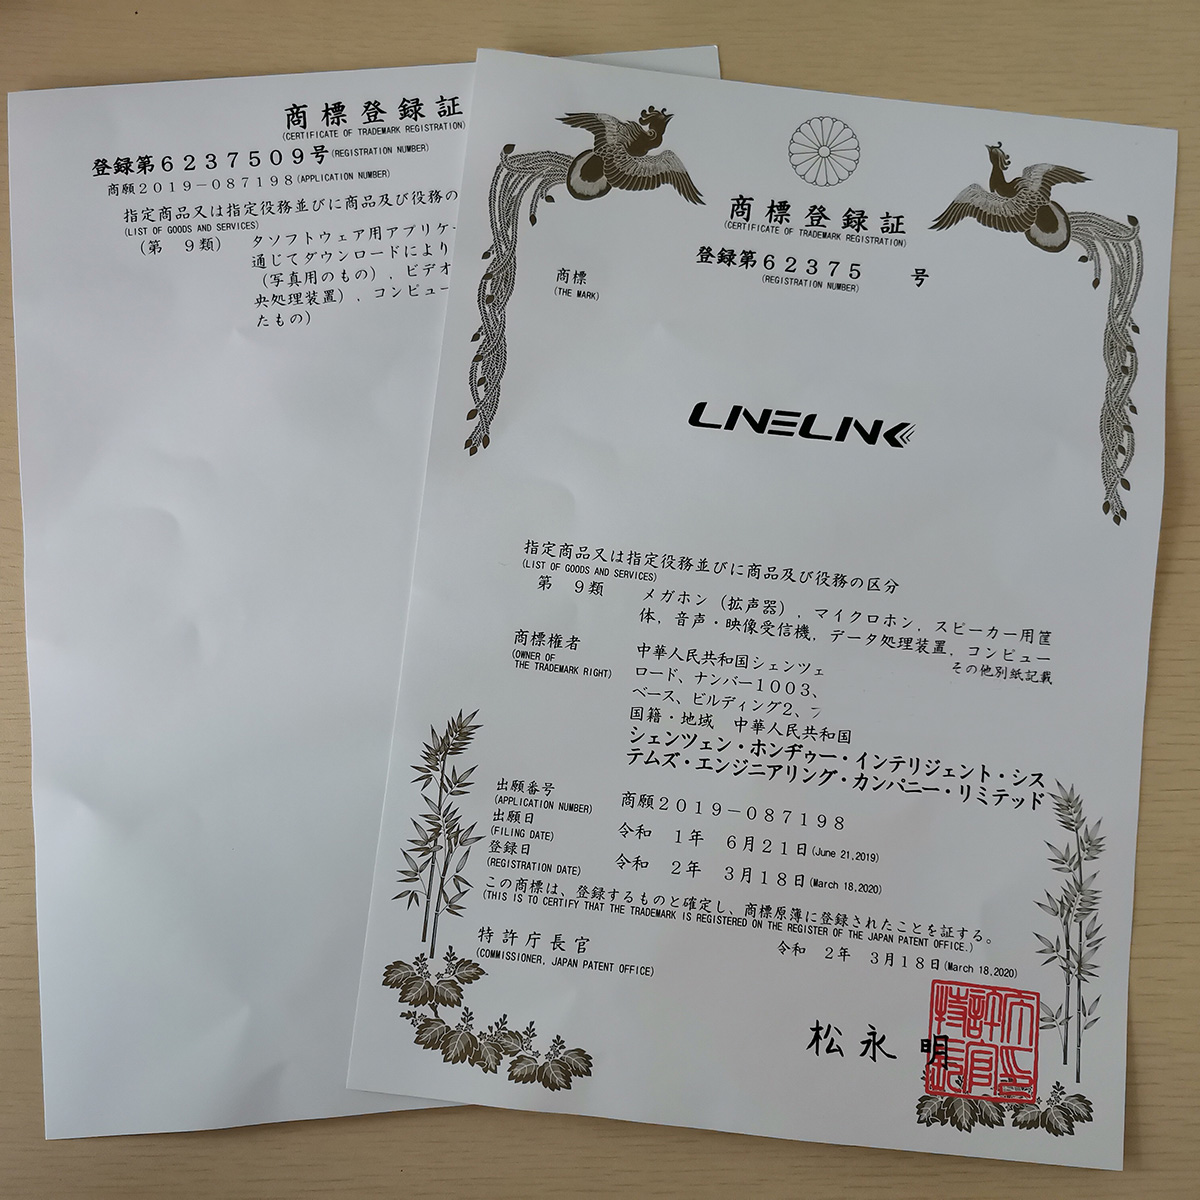 商標登録証
(CERTIFICATE OF TRADEMARK REGISTRATION)
登録第6237509号(REGISTRATION NUMBER)
商願2019-087198(APPLICATION NUMBER)
指定商品又は指定役務並びに商品及び役務の
(LIST OF GOODS AND SERVICES)
(第 9類) タソフトウェア用アプリケー
通じてダウンロードにより
(写真用のもの),ビデオ
央処理装置),コンピュー
たもの)
商標登録証
(CERTIFICATE OF TRADEMARK REGISTRATION)
登録第62375 号
(REGISTRATION NUMBER)
商標
(THE MARK)
LINELINK
指定商品又は指定役務並びに商品及び役務の区分
(LIST OF GOODS AND SERVICES)
第 9類 メガホン(拡声器),マイクロホン,スピーカー用筐
体,音声・映像受信機,データ処理装置,コンピュー
その他別紙記載
商標権者 中華人民共和国シェンツェ
(OWNER OF THE TRADEMARK RIGHT) ロード、ナンバー1003、
ベース、ビルディング2、
国籍・地域 中華人民共和国
シェンツェン・ホンヂゥー・インテリジェント・シス
テムズ・エンジニアリング・カンパニー・リミテッド
出願番号 商願2019-087198
(APPLICATION NUMBER)
出願日 令和 1年 6月21日(June 21,2019)
(FILING DATE)
登録日 令和 2年 3月18日(March 18,2020)
(REGISTRATION DATE)
この商標は、登録するものと確定し、商標原簿に登録されたことを証する。
(THIS IS TO CERTIFY THAT THE TRADEMARK IS REGISTERED ON THE REGISTER OF THE JAPAN PATENT OFFICE.)
令和 2年 3月18日(March 18,2020)
特許庁長官
(COMMISSIONER, JAPAN PATENT OFFICE)
松永 明
特許庁長官之印